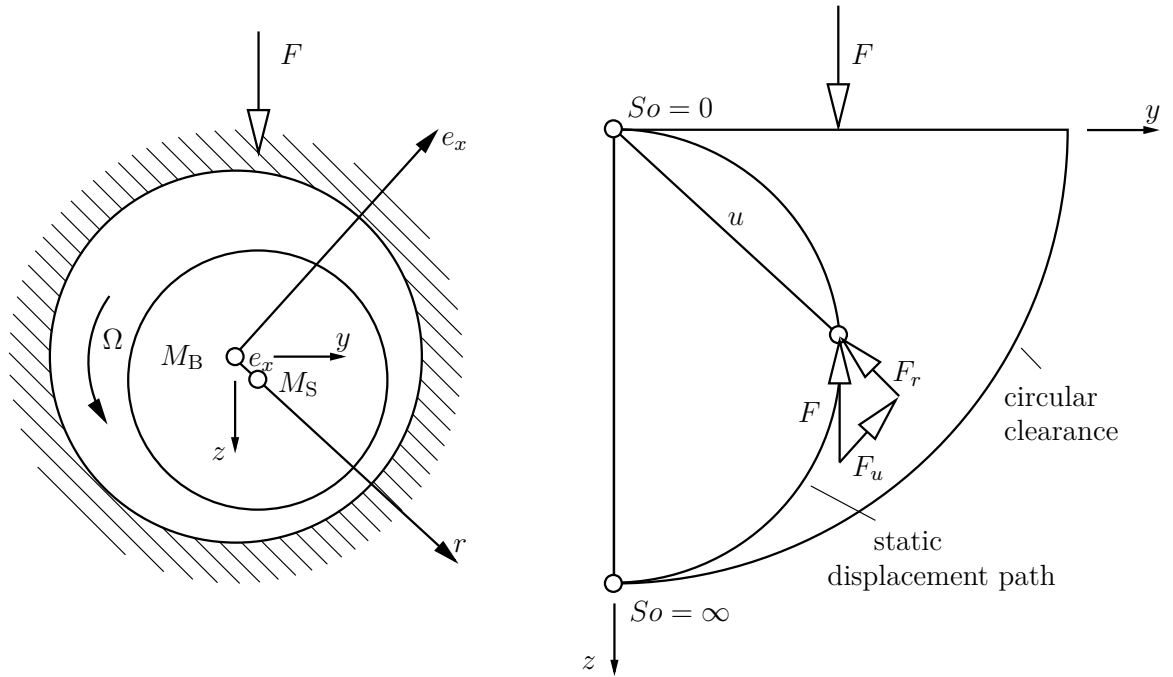 F
e_x
Ω
M_B
e_x
y
M_S
z
r
F
So = 0
y
u
F_r
F
F_u
circular
clearance
static
displacement path
So = ∞
z